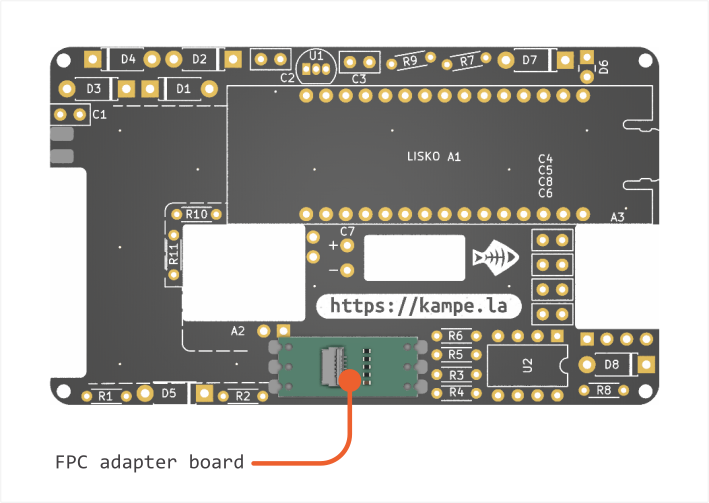 U1
D4
D2
C2
C3
R9
R7
D7
D6
D3
D1
C1
LISKO A1
C4
C5
C8
C6
A3
R10
R11
C7
+
−
https://kampe.la
A2
R6
R5
R3
R4
U2
D8
R8
R1
D5
R2
FPC adapter board